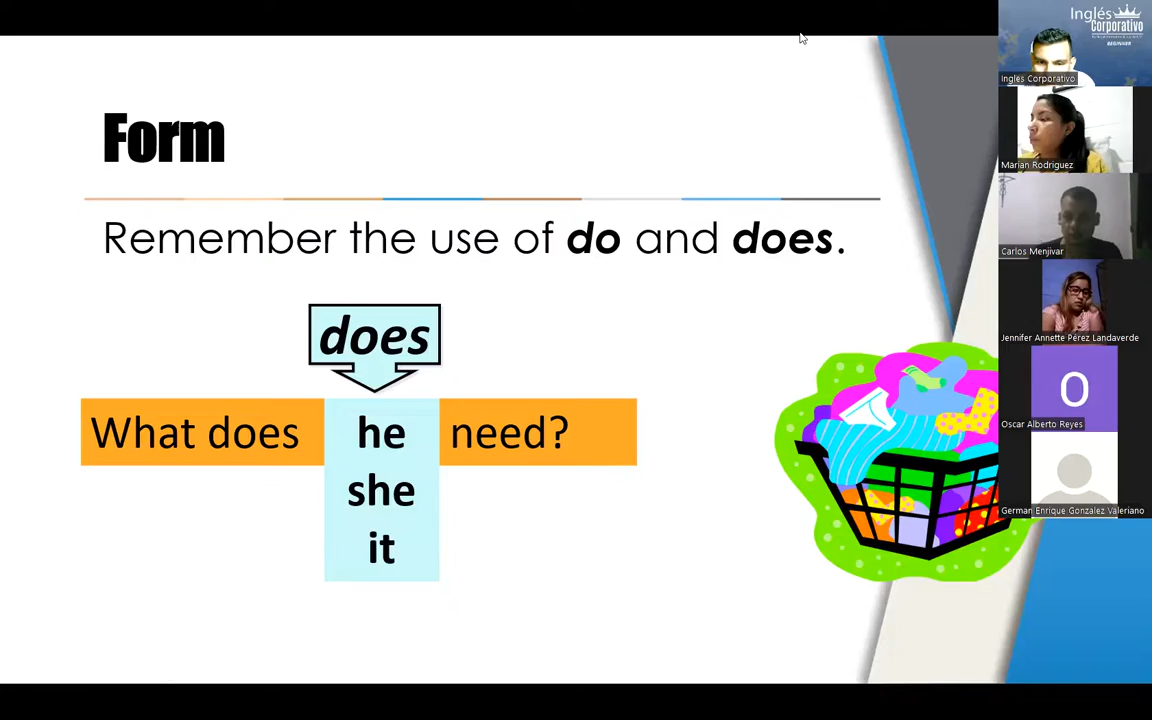 Form
Remember the use of do and does.
does
What does he need?
she
it
Inglés
Corporativo
BEGINNER
Inglés Corporativo
Marian Rodriguez
Carlos Menjivar
Jennifer Annette Pérez Landaverde
O
Oscar Alberto Reyes
German Enrique Gonzalez Valeriano